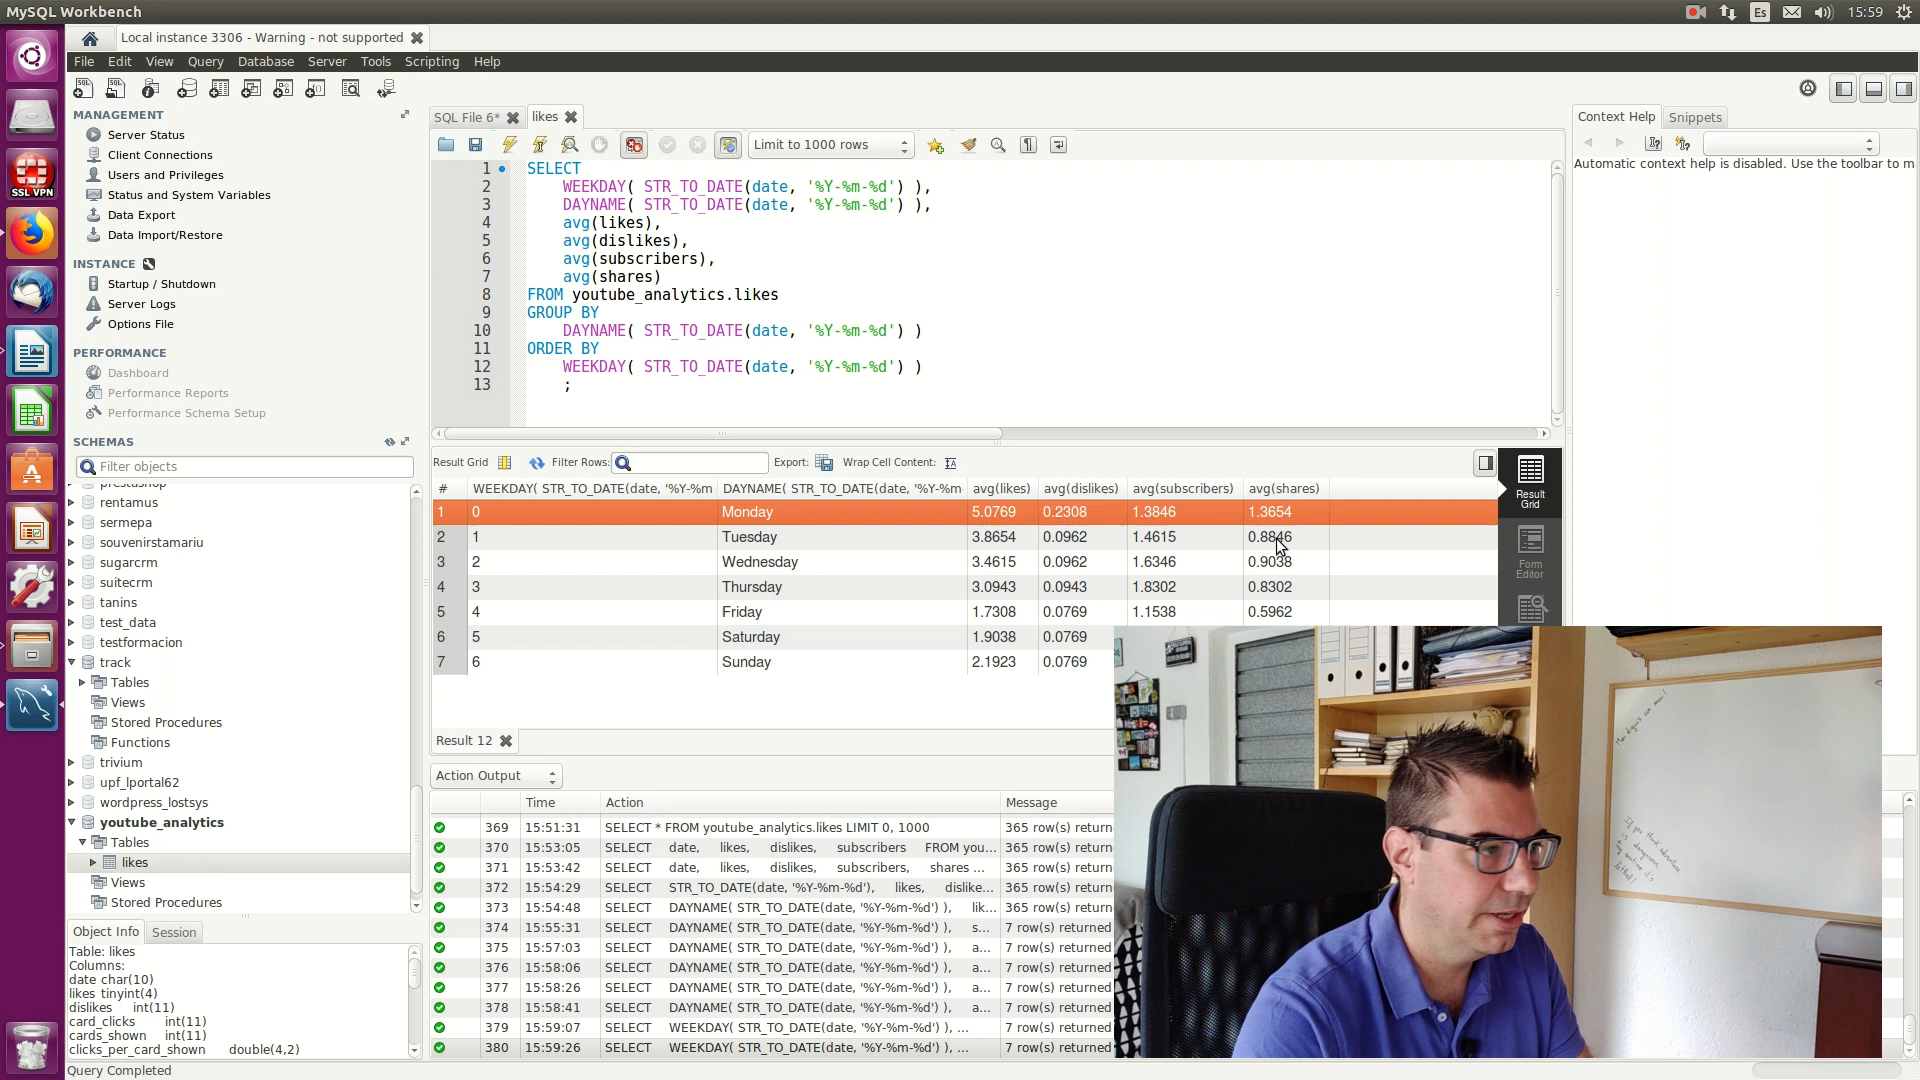 MySQL Workbench
Es
15:59
Local instance 3306 - Warning - not supported
File Edit View Query Database Server Tools Scripting Help
MANAGEMENT
Server Status
Client Connections
Users and Privileges
Status and System Variables
Data Export
Data Import/Restore
INSTANCE
Startup / Shutdown
Server Logs
Options File
PERFORMANCE
Dashboard
Performance Reports
Performance Schema Setup
SCHEMAS
Filter objects
prestashop
rentamus
sermepa
souvenirstamariu
sugarcrm
suitecrm
tanins
test_data
testformacion
track
Tables
Views
Stored Procedures
Functions
trivium
upf_lportal62
wordpress_lostsys
youtube_analytics
Tables
likes
Views
Stored Procedures
Object Info Session
Table: likes
Columns:
date char(10)
likes tinyint(4)
dislikes int(11)
card_clicks int(11)
cards_shown int(11)
clicks_per_card_shown double(4,2)
Query Completed
SSL VPN
SQL File 6* likes
Limit to 1000 rows
1 SELECT
2 WEEKDAY( STR_TO_DATE(date, '%Y-%m-%d') ),
3 DAYNAME( STR_TO_DATE(date, '%Y-%m-%d') ),
4 avg(likes),
5 avg(dislikes),
6 avg(subscribers),
7 avg(shares)
8 FROM youtube_analytics.likes
9 GROUP BY
10 DAYNAME( STR_TO_DATE(date, '%Y-%m-%d') )
11 ORDER BY
12 WEEKDAY( STR_TO_DATE(date, '%Y-%m-%d') )
13 ;
Result Grid Filter Rows: Export: Wrap Cell Content:
# WEEKDAY( STR_TO_DATE(date, '%Y-%m DAYNAME( STR_TO_DATE(date, '%Y-%m avg(likes) avg(dislikes) avg(subscribers) avg(shares)
1 0 Monday 5.0769 0.2308 1.3846 1.3654
2 1 Tuesday 3.8654 0.0962 1.4615 0.8846
3 2 Wednesday 3.4615 0.0962 1.6346 0.9038
4 3 Thursday 3.0943 0.0943 1.8302 0.8302
5 4 Friday 1.7308 0.0769 1.1538 0.5962
6 5 Saturday 1.9038 0.0769
7 6 Sunday 2.1923 0.0769
Result Grid
Form Editor
Result 12
Action Output
Time Action Message
369 15:51:31 SELECT * FROM youtube_analytics.likes LIMIT 0, 1000 365 row(s) return
370 15:53:05 SELECT date, likes, dislikes, subscribers FROM you... 365 row(s) return
371 15:53:42 SELECT date, likes, dislikes, subscribers, shares ... 365 row(s) return
372 15:54:29 SELECT STR_TO_DATE(date, '%Y-%m-%d'), likes, dislike... 365 row(s) return
373 15:54:48 SELECT DAYNAME( STR_TO_DATE(date, '%Y-%m-%d') ), lik... 365 row(s) return
374 15:55:31 SELECT DAYNAME( STR_TO_DATE(date, '%Y-%m-%d') ), s... 7 row(s) returned
375 15:57:03 SELECT DAYNAME( STR_TO_DATE(date, '%Y-%m-%d') ), a... 7 row(s) returned
376 15:58:06 SELECT DAYNAME( STR_TO_DATE(date, '%Y-%m-%d') ), a... 7 row(s) returned
377 15:58:26 SELECT DAYNAME( STR_TO_DATE(date, '%Y-%m-%d') ), a... 7 row(s) returned
378 15:58:41 SELECT DAYNAME( STR_TO_DATE(date, '%Y-%m-%d') ), a... 7 row(s) returned
379 15:59:07 SELECT WEEKDAY( STR_TO_DATE(date, '%Y-%m-%d') ), ... 7 row(s) returned
380 15:59:26 SELECT WEEKDAY( STR_TO_DATE(date, '%Y-%m-%d') ), ... 7 row(s) returned
Context Help Snippets
Automatic context help is disabled. Use the toolbar to m
If you think adventure
is dangerous
try routine it's
lethal!